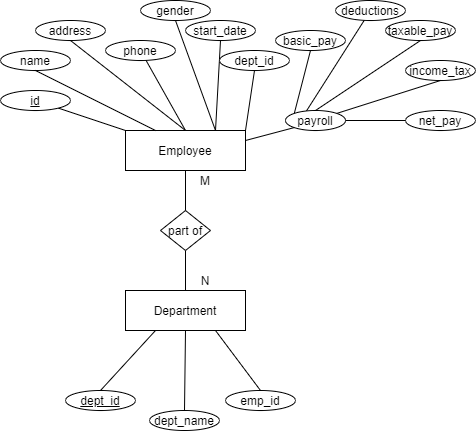 gender
deductions
address
start_date
taxable_pay
phone
basic_pay
name
dept_id
income_tax
id
payroll
net_pay
Employee
M
part of
N
Department
dept_id
emp_id
dept_name